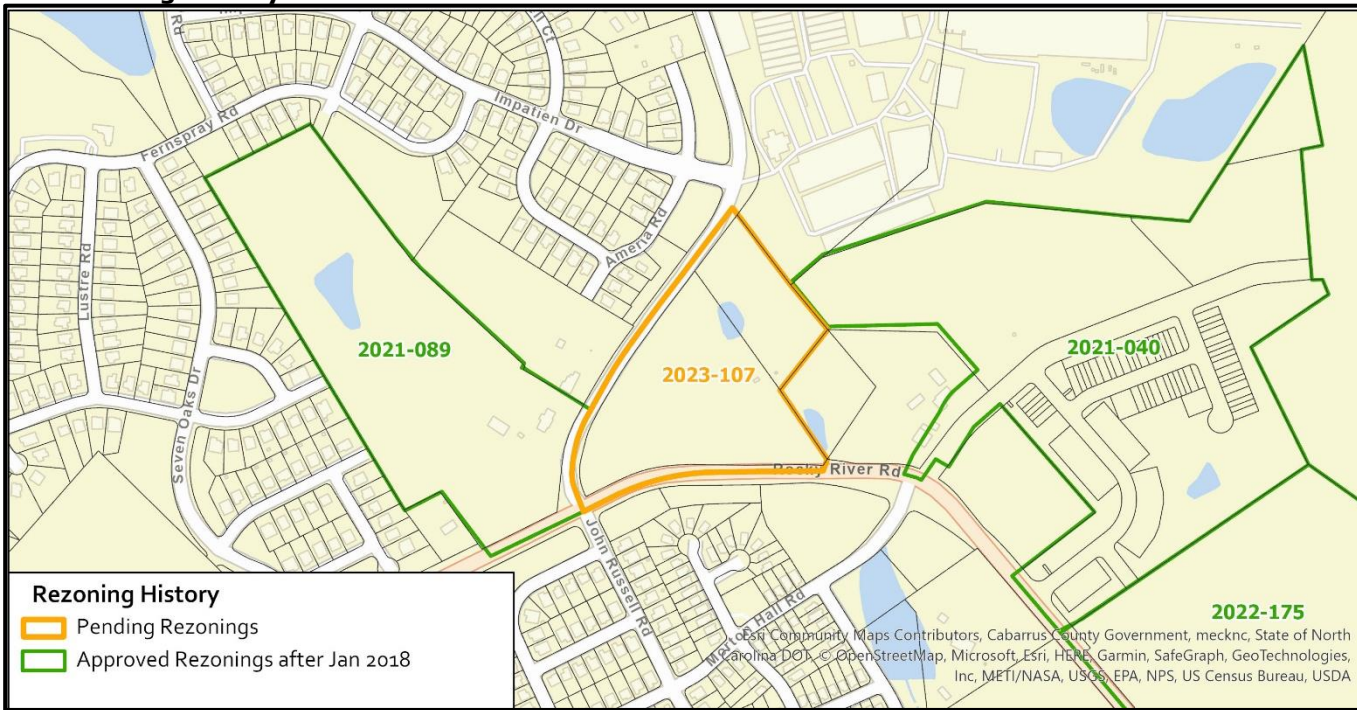 Rd
Ct
Impatien Dr
Fernspray Rd
Ameria Rd
Lustre Rd
2021-089
2023-107
2021-040
Seven Oaks Dr
Rocky River Rd
John Russell Rd
Melton Hall Rd
2022-175
Rezoning History
Pending Rezonings
Approved Rezonings after Jan 2018
Esri Community Maps Contributors, Cabarrus County Government, mecknc, State of North
Carolina DOT, © OpenStreetMap, Microsoft, Esri, HERE, Garmin, SafeGraph, GeoTechnologies,
Inc, METI/NASA, USGS, EPA, NPS, US Census Bureau, USDA